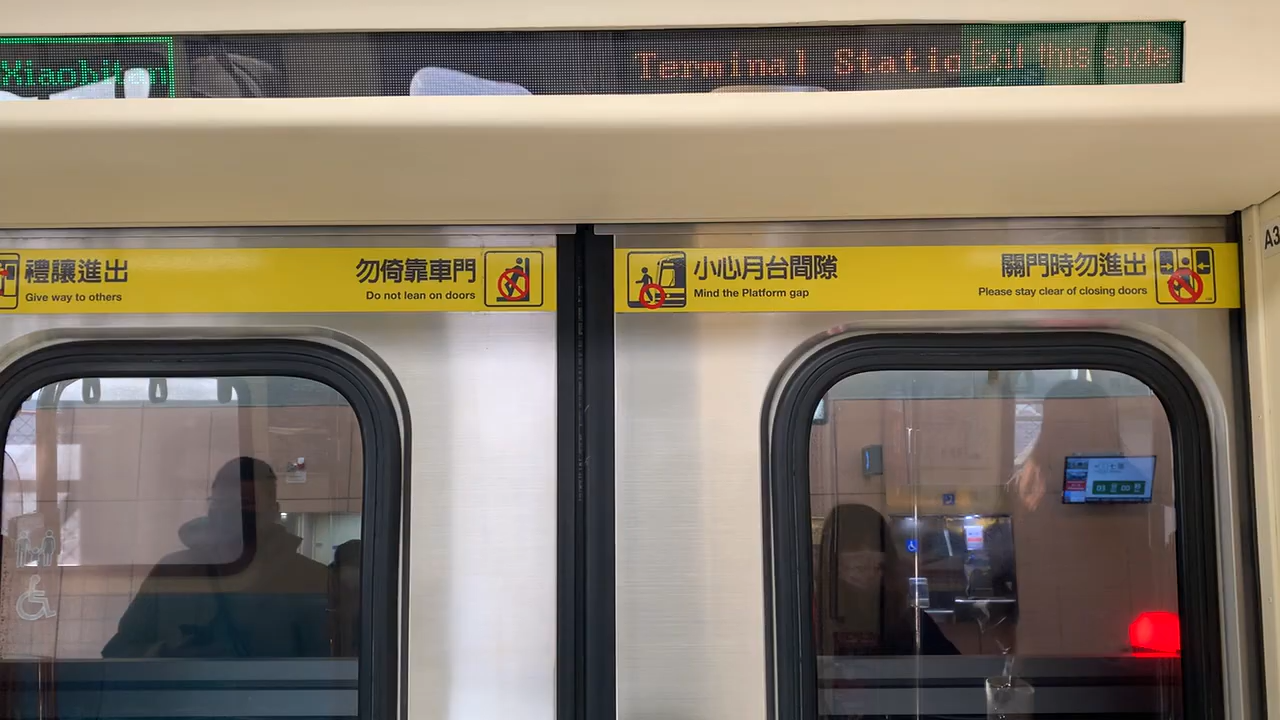 Xiaobitan
Terminal Statio
Exit this side
禮讓進出
Give way to others
勿倚靠車門
Do not lean on doors
小心月台間隙
Mind the Platform gap
關門時勿進出
Please stay clear of closing doors
A3